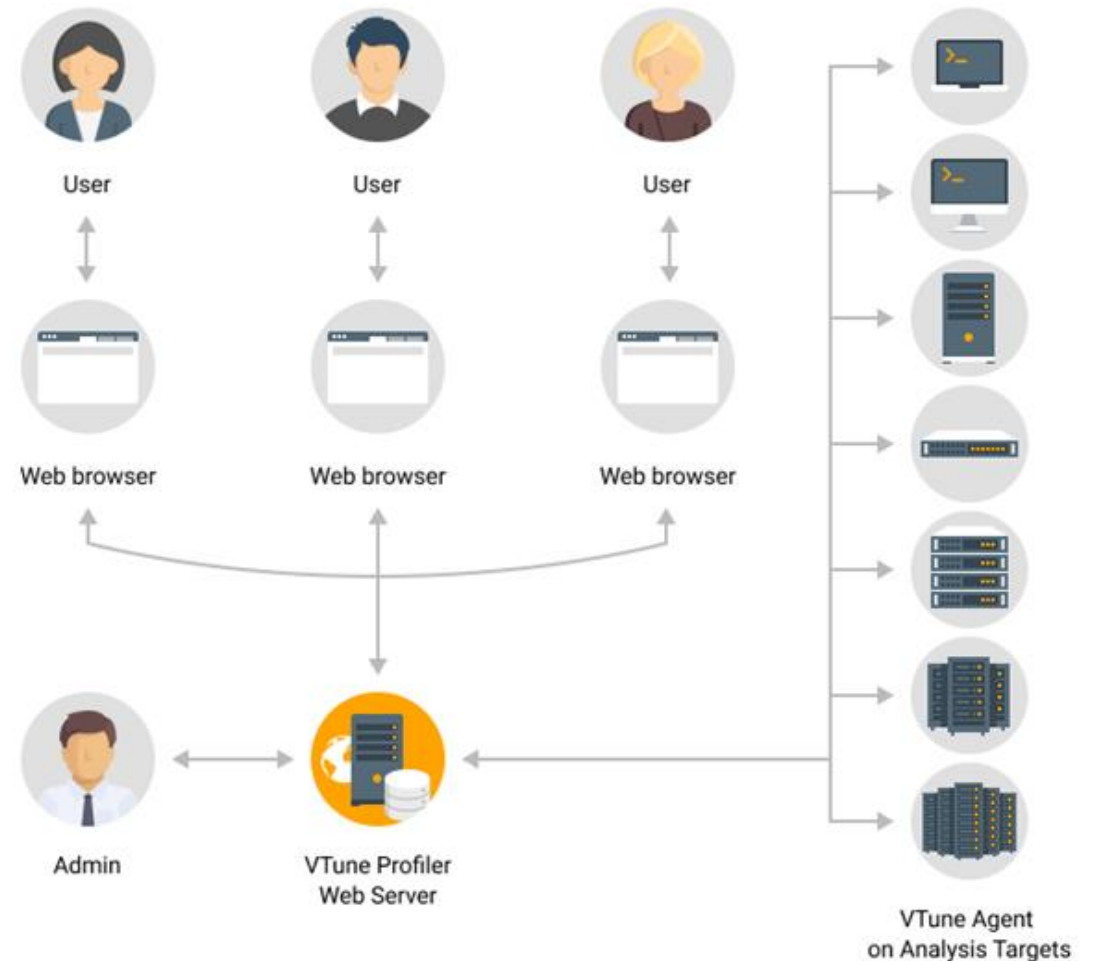 User
User
User
Web browser
Web browser
Web browser
Admin
VTune Profiler
Web Server
VTune Agent
on Analysis Targets